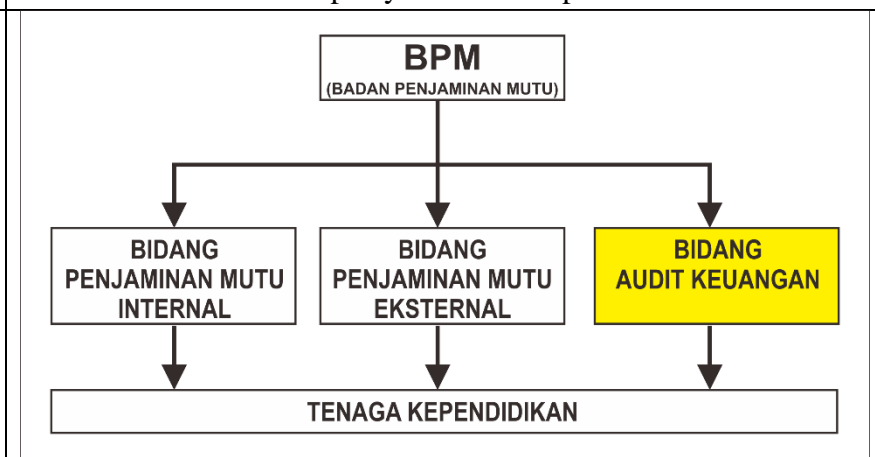 BPM
(BADAN PENJAMINAN MUTU)
BIDANG
PENJAMINAN MUTU
INTERNAL
BIDANG
PENJAMINAN MUTU
EKSTERNAL
BIDANG
AUDIT KEUANGAN
TENAGA KEPENDIDIKAN